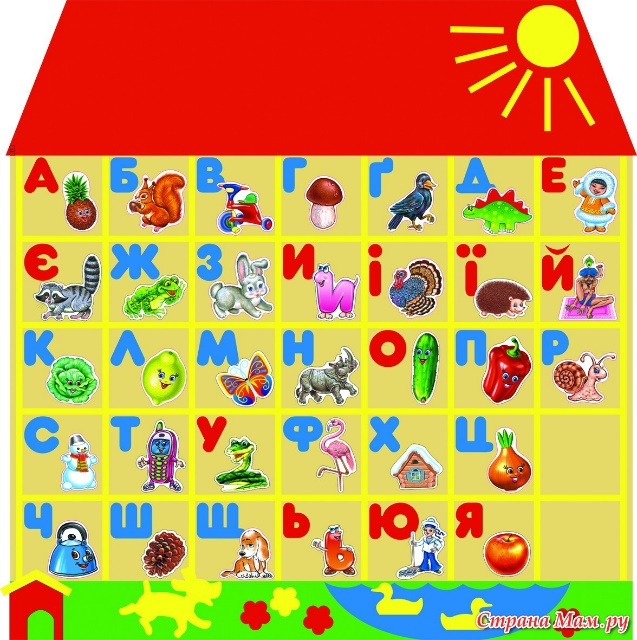 А Б В Г Ґ Д Е
Є Ж З И І Ї Й
К Л М Н О П Р
С Т У Ф Х Ц
Ч Ш Щ Ь Ю Я
Страна Мам.ру